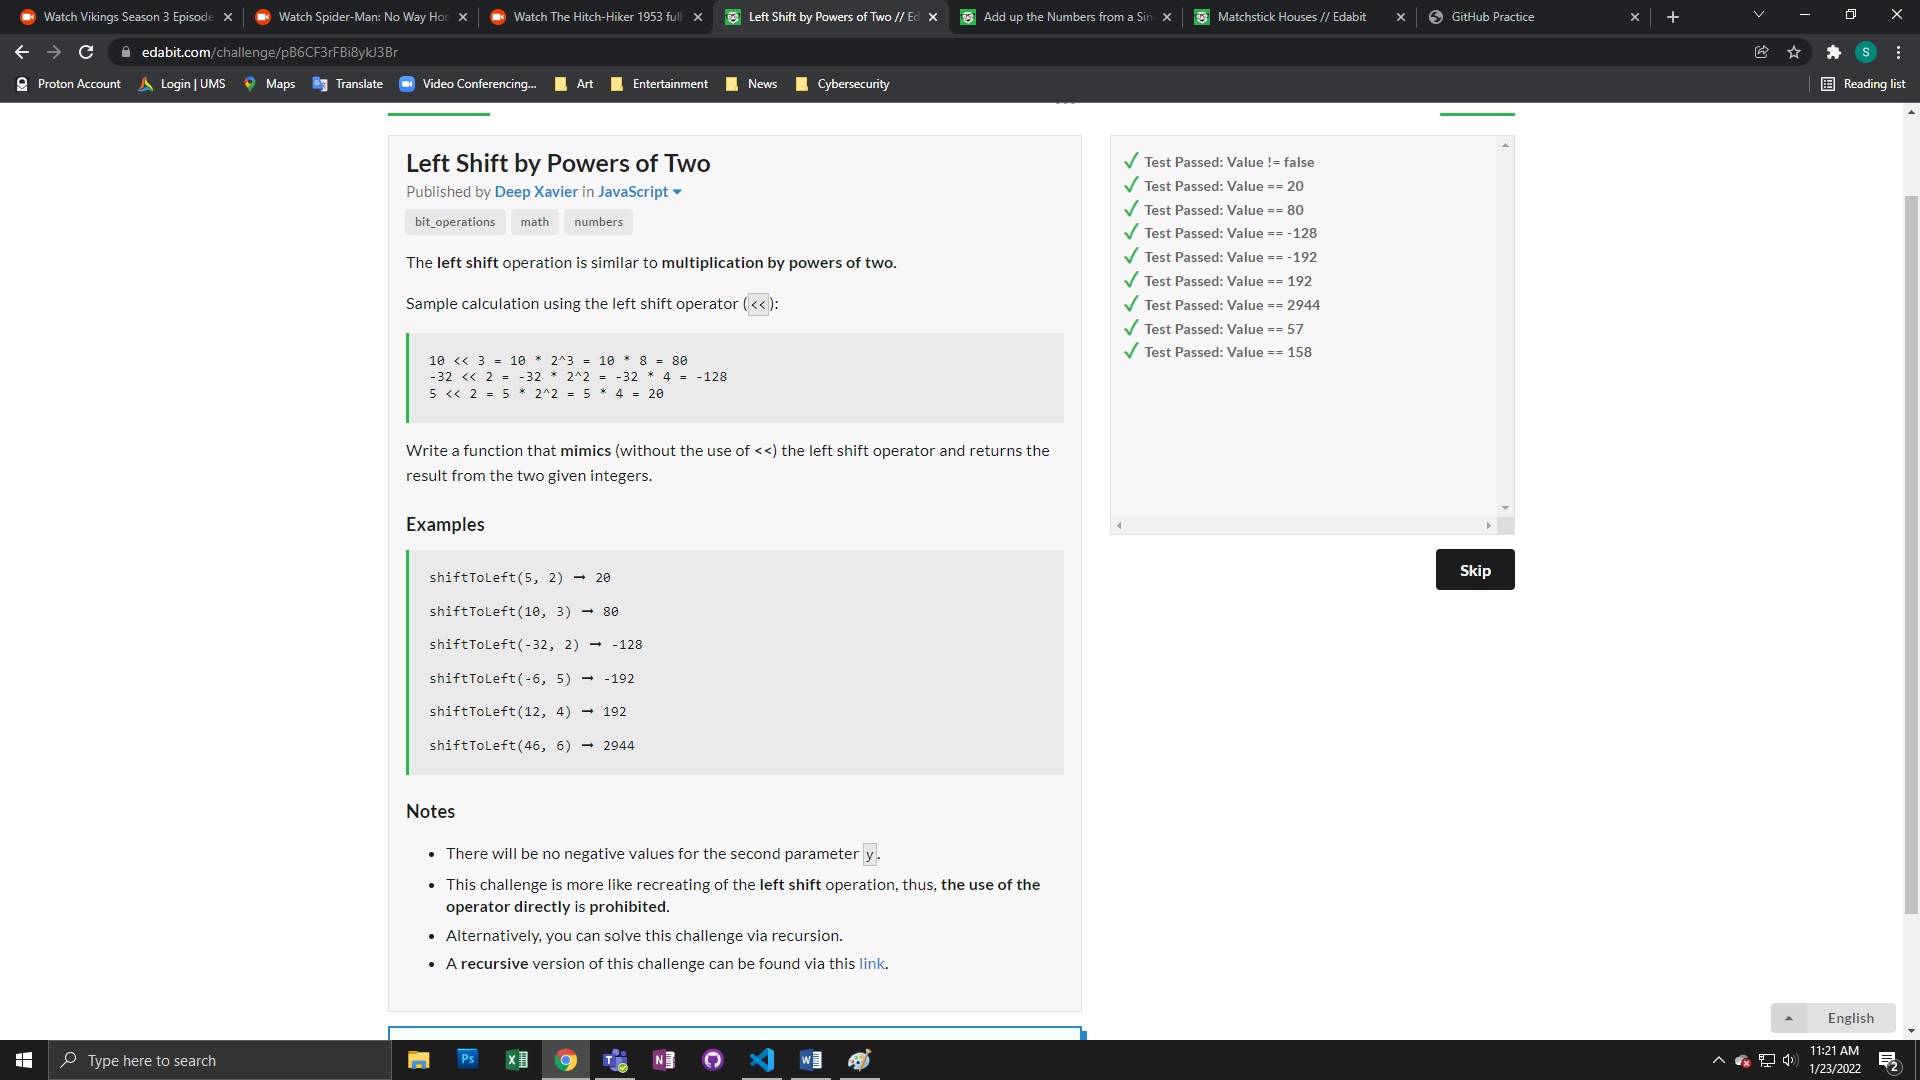 Watch Vikings Season 3 Episode
Watch Spider-Man: No Way Hon
Watch The Hitch-Hiker 1953 full
Left Shift by Powers of Two // Ed
Add up the Numbers from a Sin
Matchstick Houses // Edabit
GitHub Practice
edabit.com/challenge/pB6CF3rFBi8ykJ3Br
S
Proton Account
Login | UMS
Maps
Translate
Video Conferencing...
Art
Entertainment
News
Cybersecurity
Reading list
Left Shift by Powers of Two
Published by Deep Xavier in JavaScript
bit_operations
math
numbers
The left shift operation is similar to multiplication by powers of two.
Sample calculation using the left shift operator (<<):
10 << 3 = 10 * 2^3 = 10 * 8 = 80
-32 << 2 = -32 * 2^2 = -32 * 4 = -128
5 << 2 = 5 * 2^2 = 5 * 4 = 20
Write a function that mimics (without the use of <<) the left shift operator and returns the
result from the two given integers.
Examples
shiftToLeft(5, 2) ➞ 20
shiftToLeft(10, 3) ➞ 80
shiftToLeft(-32, 2) ➞ -128
shiftToLeft(-6, 5) ➞ -192
shiftToLeft(12, 4) ➞ 192
shiftToLeft(46, 6) ➞ 2944
Notes
• There will be no negative values for the second parameter y.
• This challenge is more like recreating of the left shift operation, thus, the use of the
operator directly is prohibited.
• Alternatively, you can solve this challenge via recursion.
• A recursive version of this challenge can be found via this link.
Test Passed: Value != false
Test Passed: Value == 20
Test Passed: Value == 80
Test Passed: Value == -128
Test Passed: Value == -192
Test Passed: Value == 192
Test Passed: Value == 2944
Test Passed: Value == 57
Test Passed: Value == 158
Skip
English
Type here to search
Ps
11:21 AM
1/23/2022
2